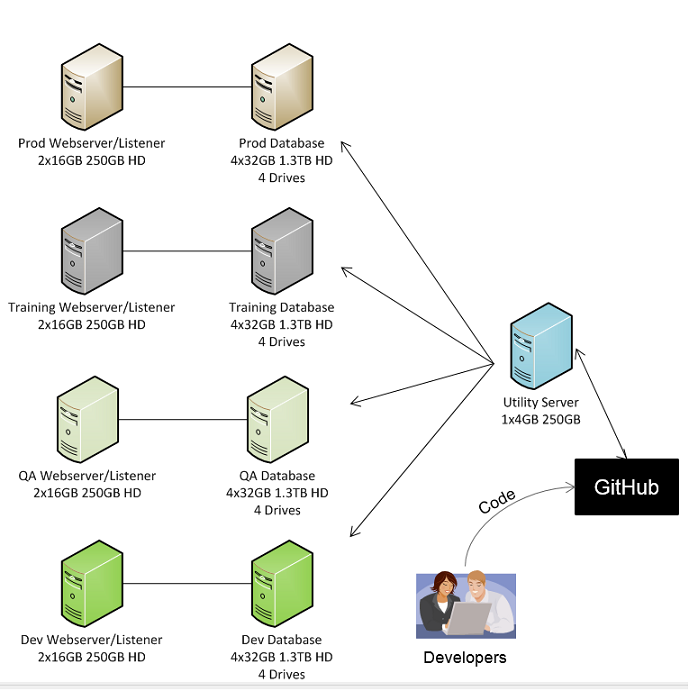 Prod Webserver/Listener
2x16GB 250GB HD
Prod Database
4x32GB 1.3TB HD
4 Drives
Training Webserver/Listener
2x16GB 250GB HD
Training Database
4x32GB 1.3TB HD
4 Drives
Utility Server
1x4GB 250GB
QA Webserver/Listener
2x16GB 250GB HD
QA Database
4x32GB 1.3TB HD
4 Drives
GitHub
Code
Dev Webserver/Listener
2x16GB 250GB HD
Dev Database
4x32GB 1.3TB HD
4 Drives
Developers